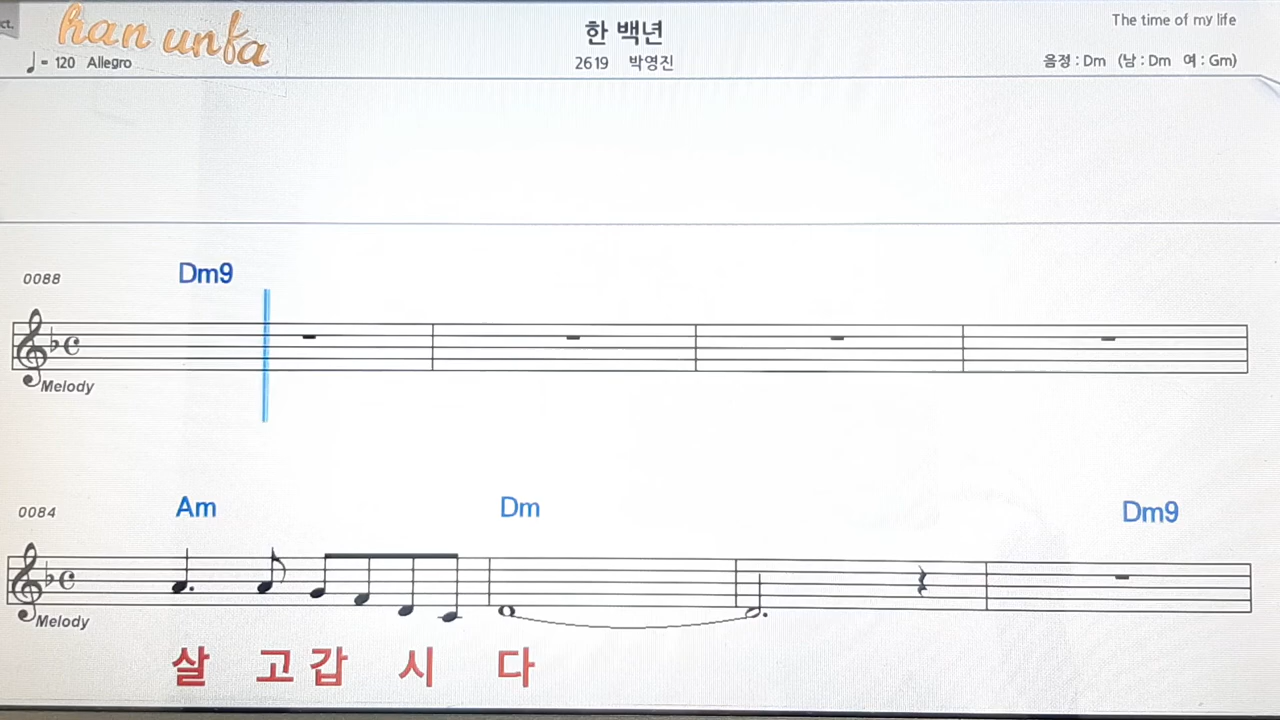 ct.
han unfa
한 백년
The time of my life
= 120 Allegro
2619 박영진
음정 : Dm (남 : Dm 여 : Gm)
0088
Dm9
Melody
0084
Am Dm Dm9
Melody
살 고 갑 시 다